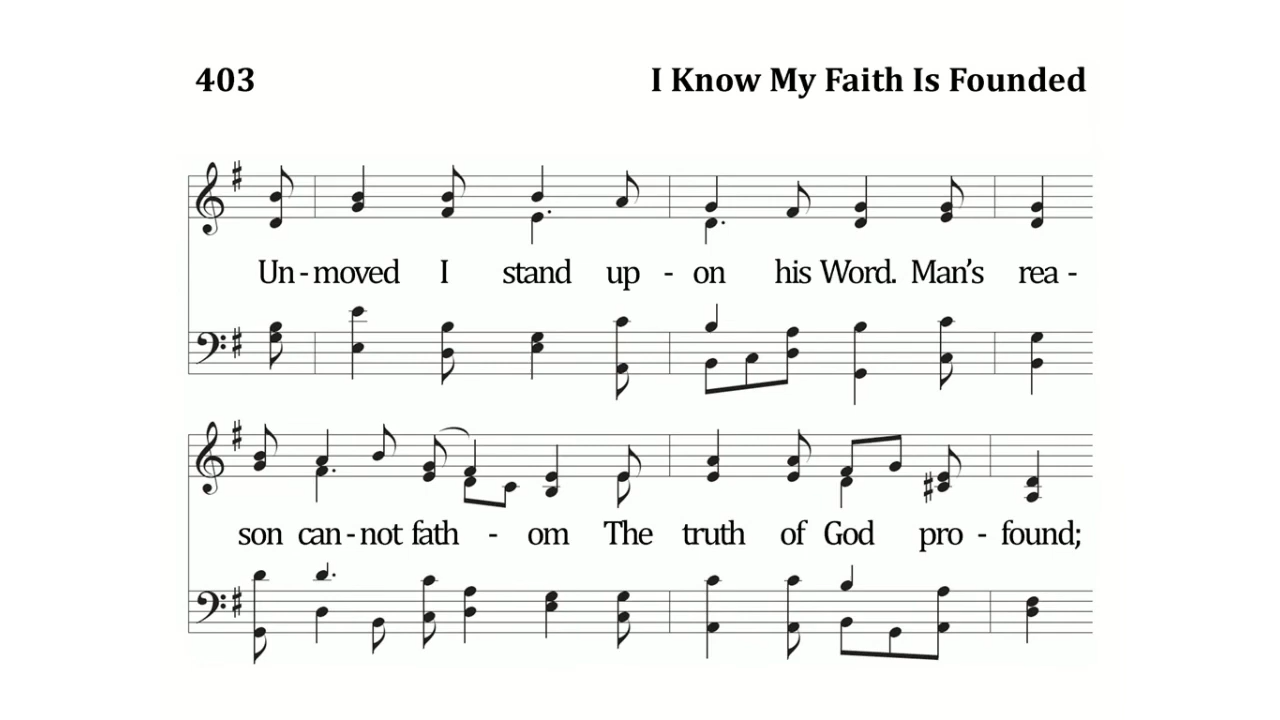 403 I Know My Faith Is Founded
Un - moved I stand up - on his Word. Man’s rea -
son can - not fath - om The truth of God pro - found;